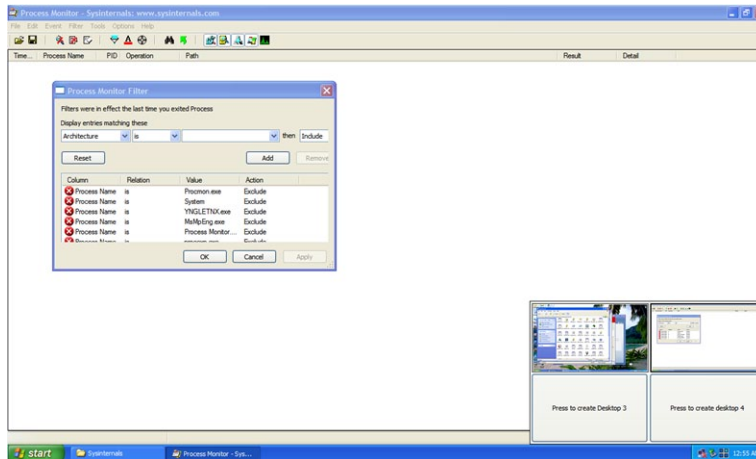 Process Monitor - Sysinternals: www.sysinternals.com
File Edit Event Filter Tools Options Help
Time... Process Name PID Operation Path Result Detail
Process Monitor Filter
Filters were in effect the last time you exited Process
Display entries matching these
Architecture is then Include
Reset Add Remove
Column Relation Value Action
Process Name is Procmon.exe Exclude
Process Name is System Exclude
Process Name is YNGLETNX.exe Exclude
Process Name is MsMpEng.exe Exclude
Process Name is Process Monitor... Exclude
Process Name is Exclude
OK Cancel Apply
Press to create Desktop 3 Press to create desktop 4
start Sysinternals Process Monitor - Sys... 12:55